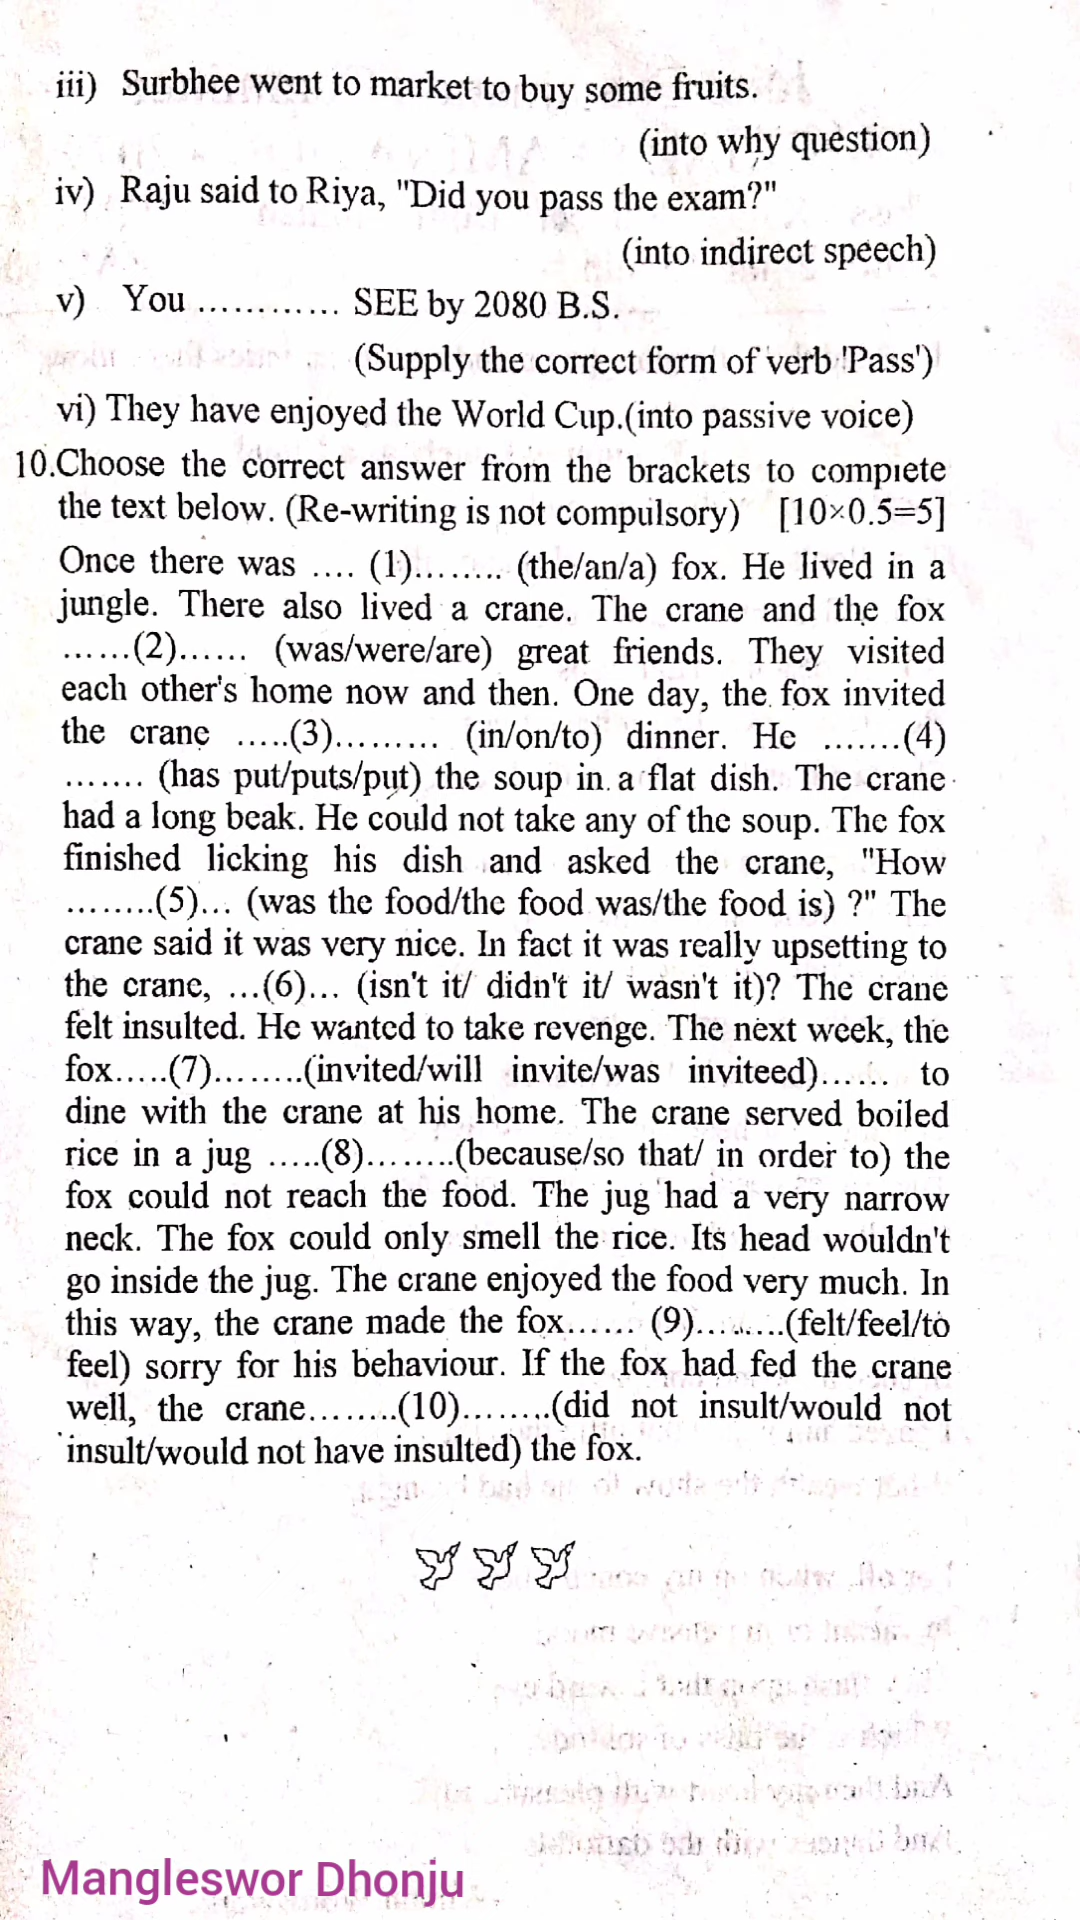 iii) Surbhee went to market to buy some fruits.
(into why question)
iv) Raju said to Riya, "Did you pass the exam?"
(into indirect speech)
v) You ............. SEE by 2080 B.S.
(Supply the correct form of verb 'Pass')
vi) They have enjoyed the World Cup.(into passive voice)
10.Choose the correct answer from the brackets to complete
the text below. (Re-writing is not compulsory) [10×0.5=5]
Once there was .... (1)........ (the/an/a) fox. He lived in a
jungle. There also lived a crane. The crane and the fox
......(2)...... (was/were/are) great friends. They visited
each other's home now and then. One day, the fox invited
the crane .....(3)......... (in/on/to) dinner. He .......(4)
....... (has put/puts/put) the soup in a flat dish. The crane
had a long beak. He could not take any of the soup. The fox
finished licking his dish and asked the crane, "How
........(5)... (was the food/the food was/the food is) ?" The
crane said it was very nice. In fact it was really upsetting to
the crane, ...(6)... (isn't it/ didn't it/ wasn't it)? The crane
felt insulted. He wanted to take revenge. The next week, the
fox.....(7)........(invited/will invite/was inviteed)...... to
dine with the crane at his home. The crane served boiled
rice in a jug .....(8)........(because/so that/ in order to) the
fox could not reach the food. The jug had a very narrow
neck. The fox could only smell the rice. Its head wouldn't
go inside the jug. The crane enjoyed the food very much. In
this way, the crane made the fox...... (9)........(felt/feel/to
feel) sorry for his behaviour. If the fox had fed the crane
well, the crane........(10)........(did not insult/would not
insult/would not have insulted) the fox.
Mangleswor Dhonju